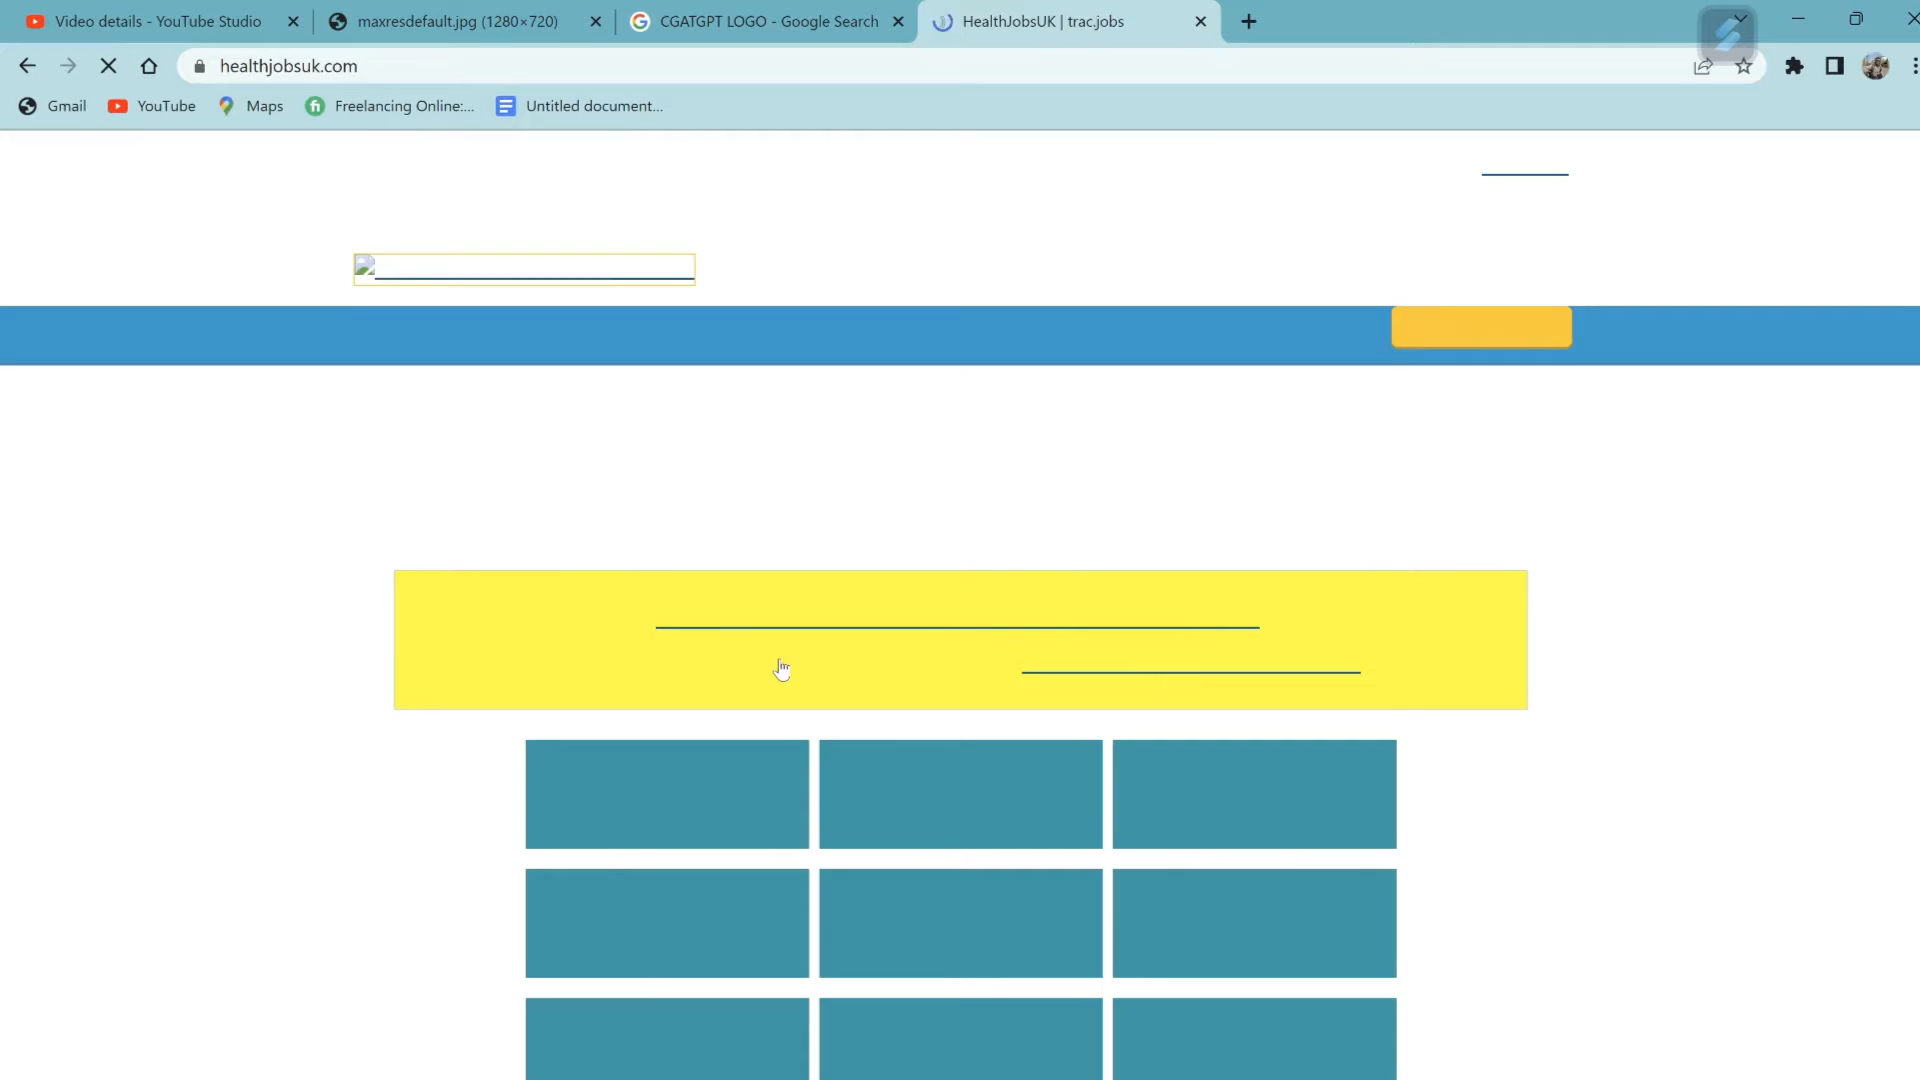 Video details - YouTube Studio
maxresdefault.jpg (1280×720)
CGATGPT LOGO - Google Search
HealthJobsUK | trac.jobs
healthjobsuk.com
Gmail
YouTube
Maps
Freelancing Online:...
Untitled document...